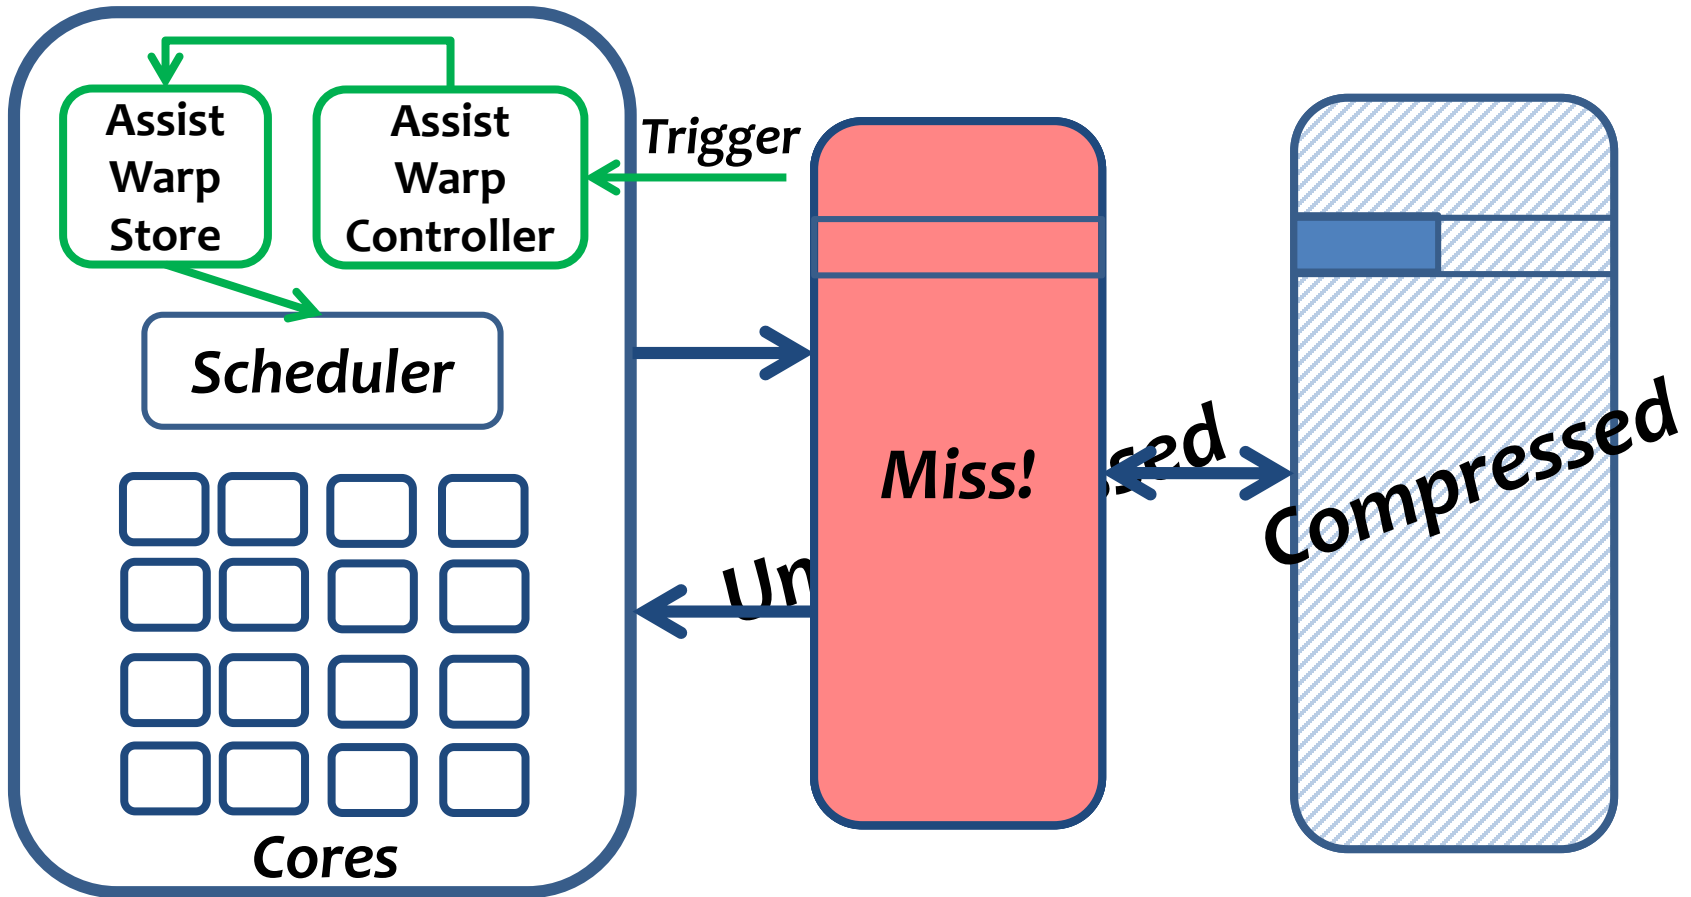 Assist
Warp
Store
Assist
Warp
Controller
Trigger
Scheduler
Miss!
Compressed
Cores